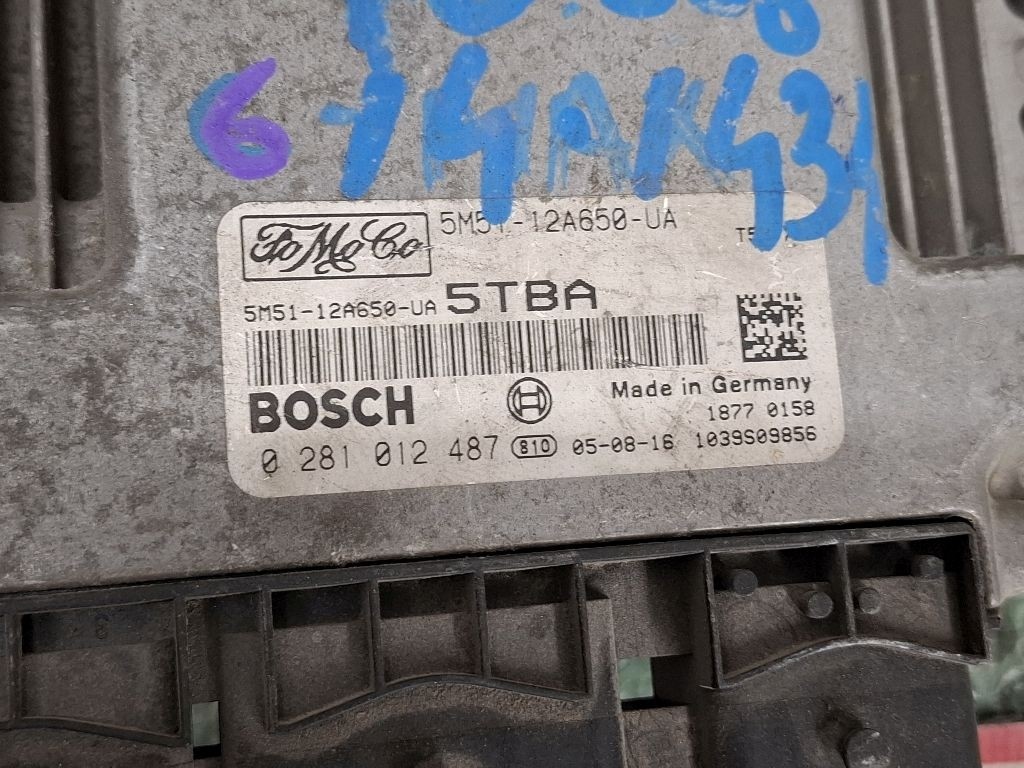 6
FoMoCo 5M51-12A650-UA
5M51-12A650-UA 5TBA
BOSCH Made in Germany
1877 0158
0 281 012 487 810 05-08-16 1039S09856